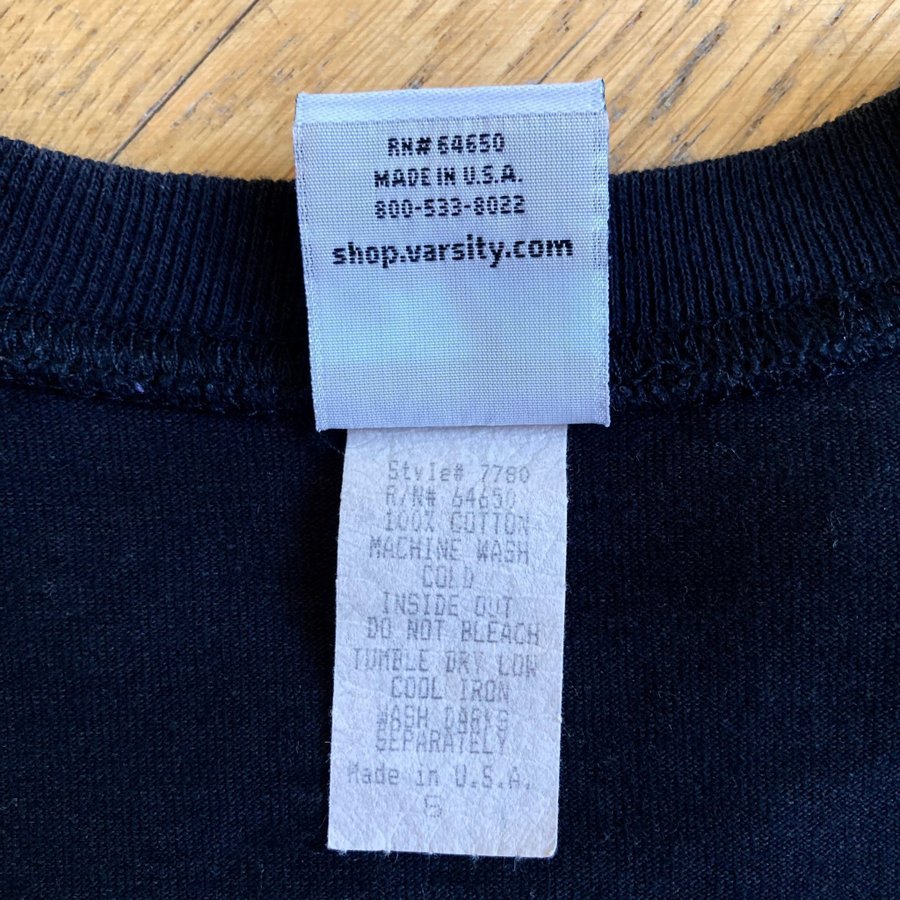 RN# 64650
MADE IN U.S.A.
800-533-8022
shop.varsity.com
Style# 7780
R/N# 64650
100% COTTON
MACHINE WASH
COLD
INSIDE OUT
DO NOT BLEACH
TUMBLE DRY LOW
COOL IRON
WASH DARKS
SEPARATELY
Made in U.S.A.